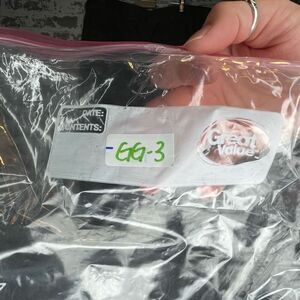 DATE:
CONTENTS:
GG-3
Great
Value